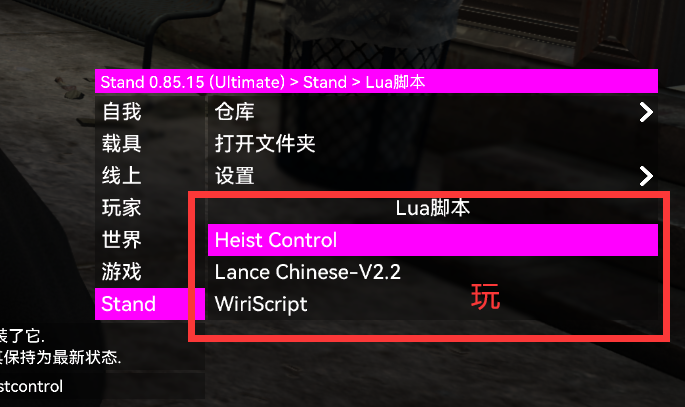 Stand 0.85.15 (Ultimate) > Stand > Lua脚本
自我
仓库
载具
打开文件夹
线上
设置
玩家
Lua脚本
世界
Heist Control
游戏
Lance Chinese-V2.2
Stand
WiriScript
玩
装了它.
保持为最新状态.
stcontrol